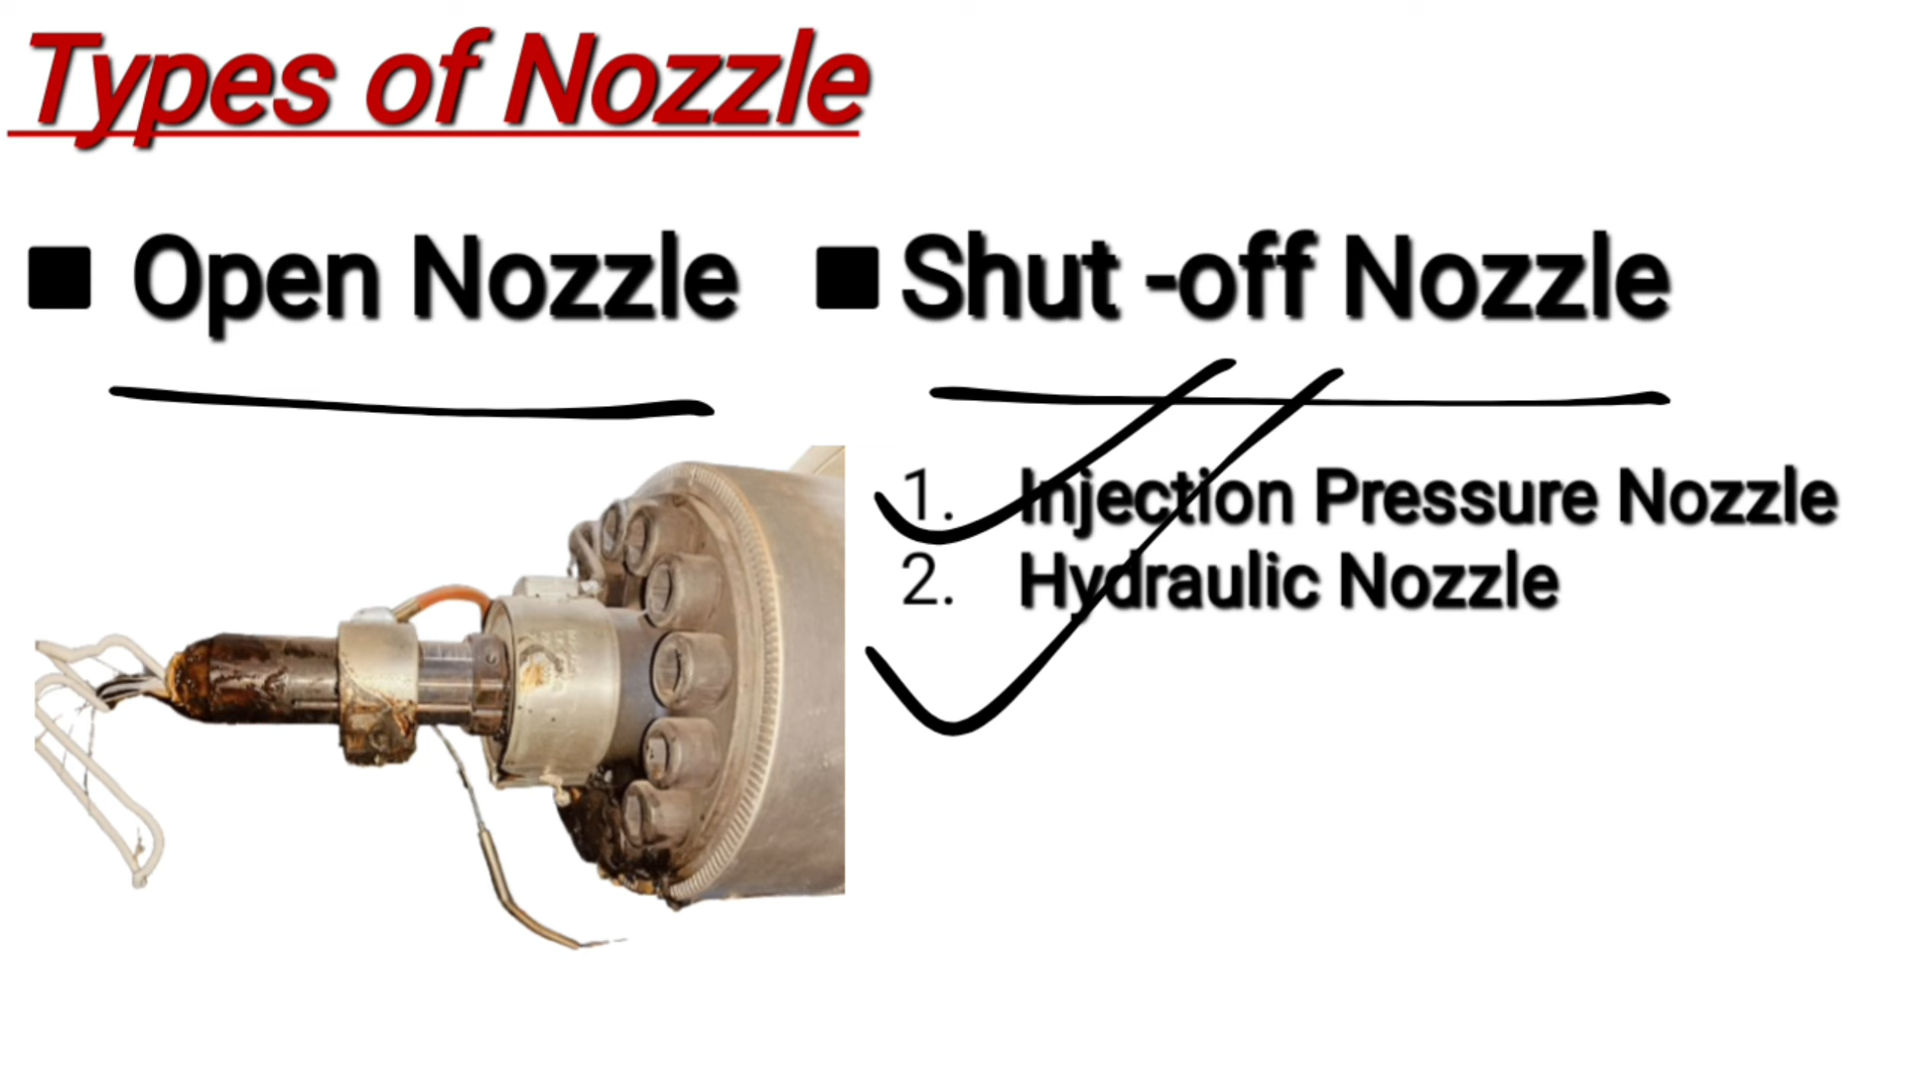 Types of Nozzle
■ Open Nozzle
■ Shut -off Nozzle
1. Injection Pressure Nozzle
2. Hydraulic Nozzle